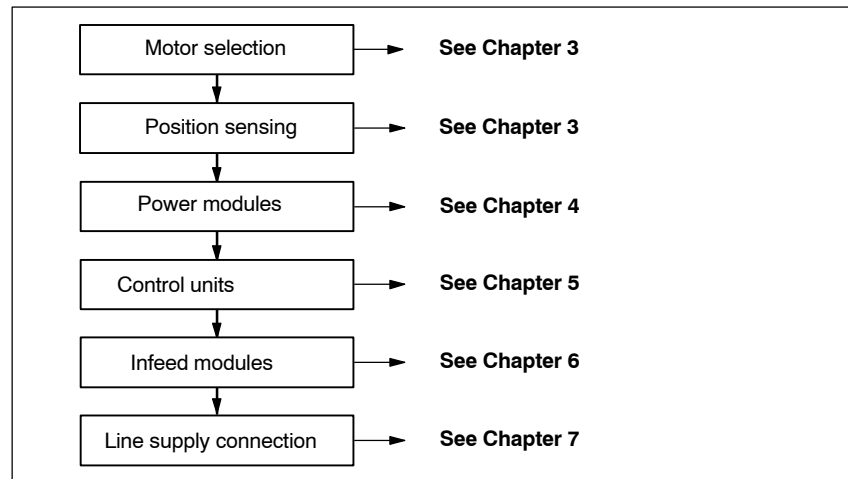 Motor selection See Chapter 3
Position sensing See Chapter 3
Power modules See Chapter 4
Control units See Chapter 5
Infeed modules See Chapter 6
Line supply connection See Chapter 7